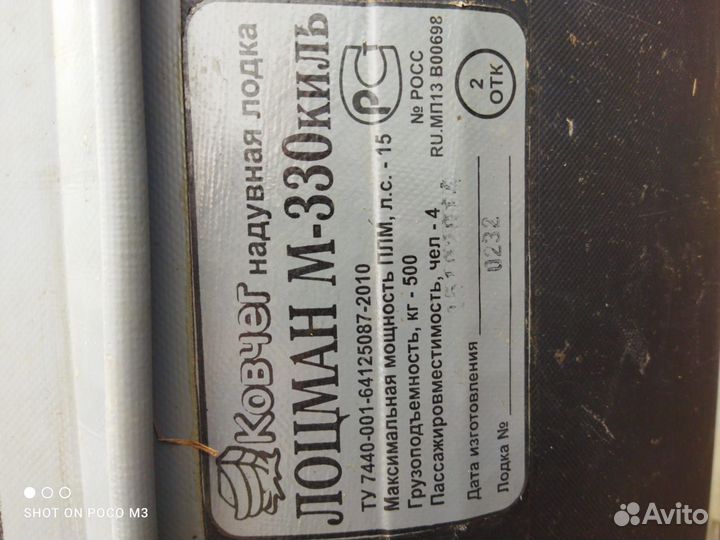 Ковчег надувная лодка
ЛОЦМАН М-330киль
ТУ 7440-001-64125087-2010
Максимальная мощность ПЛМ, л.с. - 15
Грузоподъемность, кг - 500
Пассажировместимость, чел - 4
РС
№ РОСС
RU.МП13 В00698
Дата изготовления
Лодка № 0232
2
ОТК
SHOT ON POCO M3
Avito